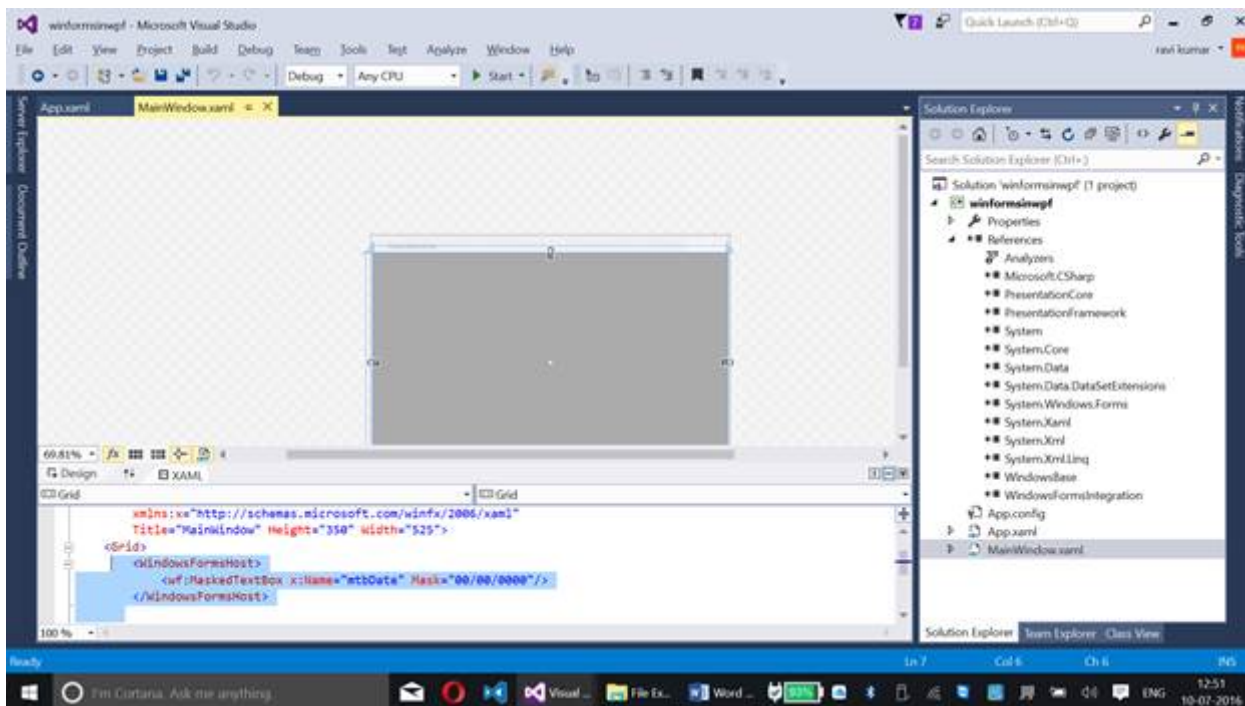 winformsinwpf - Microsoft Visual Studio
7
Quick Launch (Ctrl+Q)
File Edit View Project Build Debug Team Tools Test Analyze Window Help
ravi kumar
Debug Any CPU Start
Server Explorer
Document Outline
App.xaml MainWindow.xaml
69.81%
Design XAML
Grid Grid
xmlns:x="http://schemas.microsoft.com/winfx/2006/xaml"
Title="MainWindow" Height="350" Width="525">
<Grid>
<WindowsFormsHost>
<wf:MaskedTextBox x:Name="mtbDate" Mask="00/00/0000"/>
</WindowsFormsHost>
100 %
Solution Explorer
Search Solution Explorer (Ctrl+;)
Solution 'winformsinwpf' (1 project)
winformsinwpf
Properties
References
Analyzers
Microsoft.CSharp
PresentationCore
PresentationFramework
System
System.Core
System.Data
System.Data.DataSetExtensions
System.Windows.Forms
System.Xaml
System.Xml
System.Xml.Linq
WindowsBase
WindowsFormsIntegration
App.config
App.xaml
MainWindow.xaml
Solution Explorer Team Explorer Class View
Notifications
Diagnostic Tools
Ready Ln 7 Col 6 Ch 6 INS
I'm Cortana. Ask me anything.
Visual ... File Ex... Word ... 93% ENG
12:51
10-07-2016